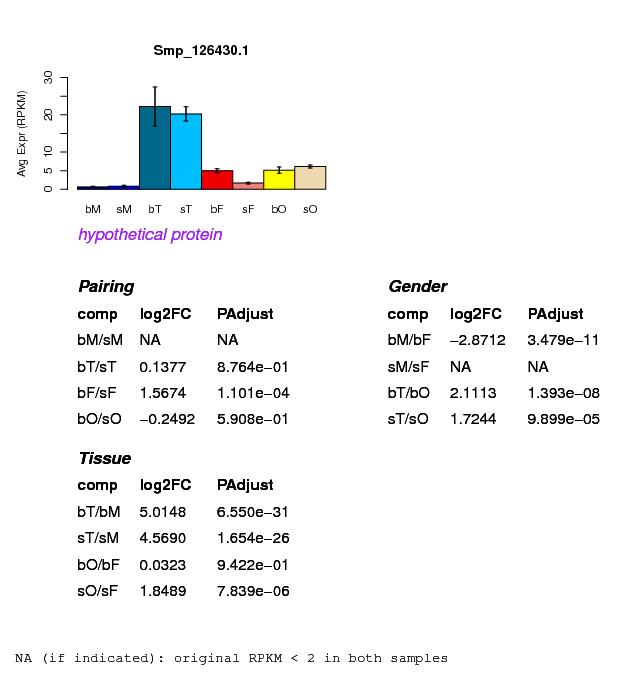 Smp_126430.1
Avg Expr (RPKM)
30
20
10
5
0
bM sM bT sT bF sF bO sO
hypothetical protein
Pairing
comp log2FC PAdjust
bM/sM NA NA
bT/sT 0.1377 8.764e−01
bF/sF 1.5674 1.101e−04
bO/sO −0.2492 5.908e−01
Gender
comp log2FC PAdjust
bM/bF −2.8712 3.479e−11
sM/sF NA NA
bT/bO 2.1113 1.393e−08
sT/sO 1.7244 9.899e−05
Tissue
comp log2FC PAdjust
bT/bM 5.0148 6.550e−31
sT/sM 4.5690 1.654e−26
bO/bF 0.0323 9.422e−01
sO/sF 1.8489 7.839e−06
NA (if indicated): original RPKM < 2 in both samples